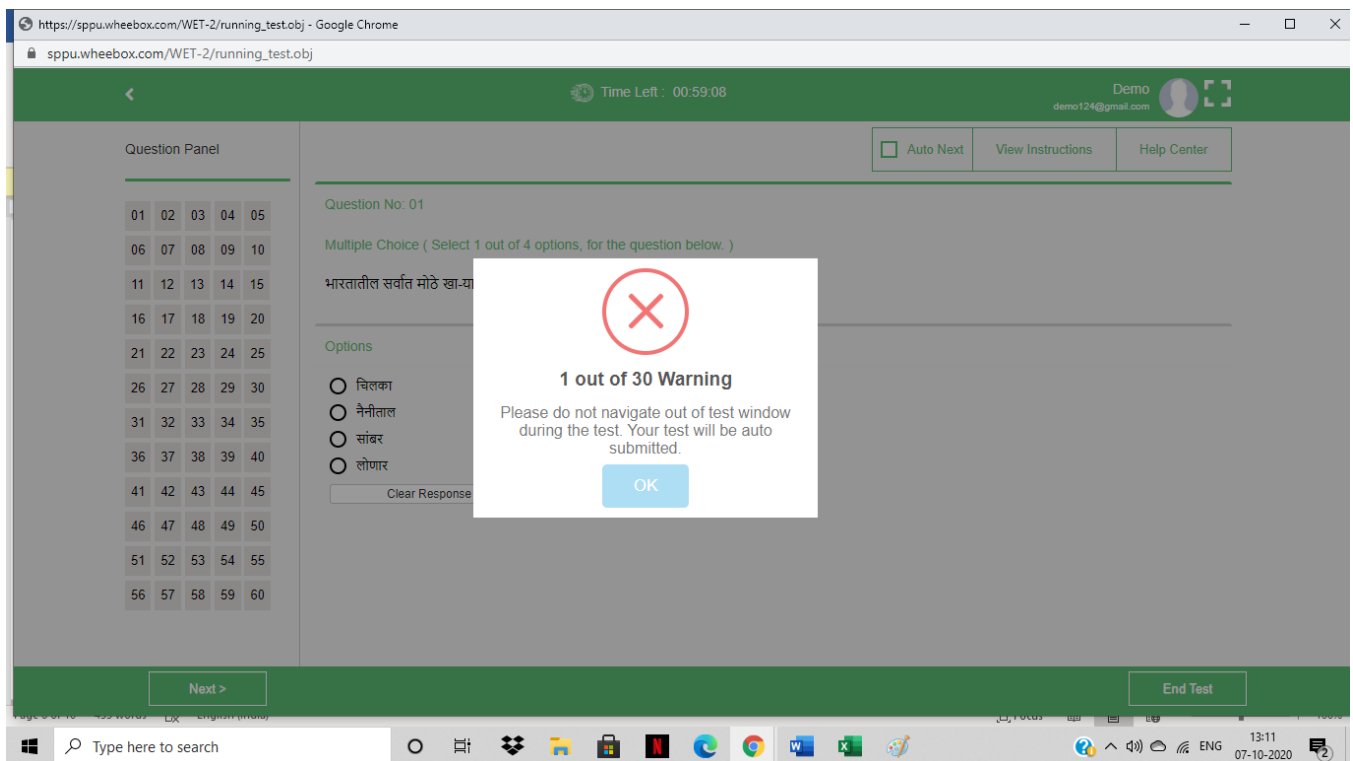 https://sppu.wheebox.com/WET-2/running_test.obj - Google Chrome
sppu.wheebox.com/WET-2/running_test.obj
Time Left : 00:59:08
Demo
demo124@gmail.com
Question Panel
Auto Next View Instructions Help Center
01 02 03 04 05
06 07 08 09 10
11 12 13 14 15
16 17 18 19 20
21 22 23 24 25
26 27 28 29 30
31 32 33 34 35
36 37 38 39 40
41 42 43 44 45
46 47 48 49 50
51 52 53 54 55
56 57 58 59 60
Question No: 01
Multiple Choice ( Select 1 out of 4 options, for the question below. )
भारतातील सर्वात मोठे खा-या
Options
चिलका
नैनीताल
सांबर
लोणार
Clear Response
1 out of 30 Warning
Please do not navigate out of test window
during the test. Your test will be auto
submitted.
OK
Next >
End Test
Type here to search
ENG
13:11
07-10-2020
2